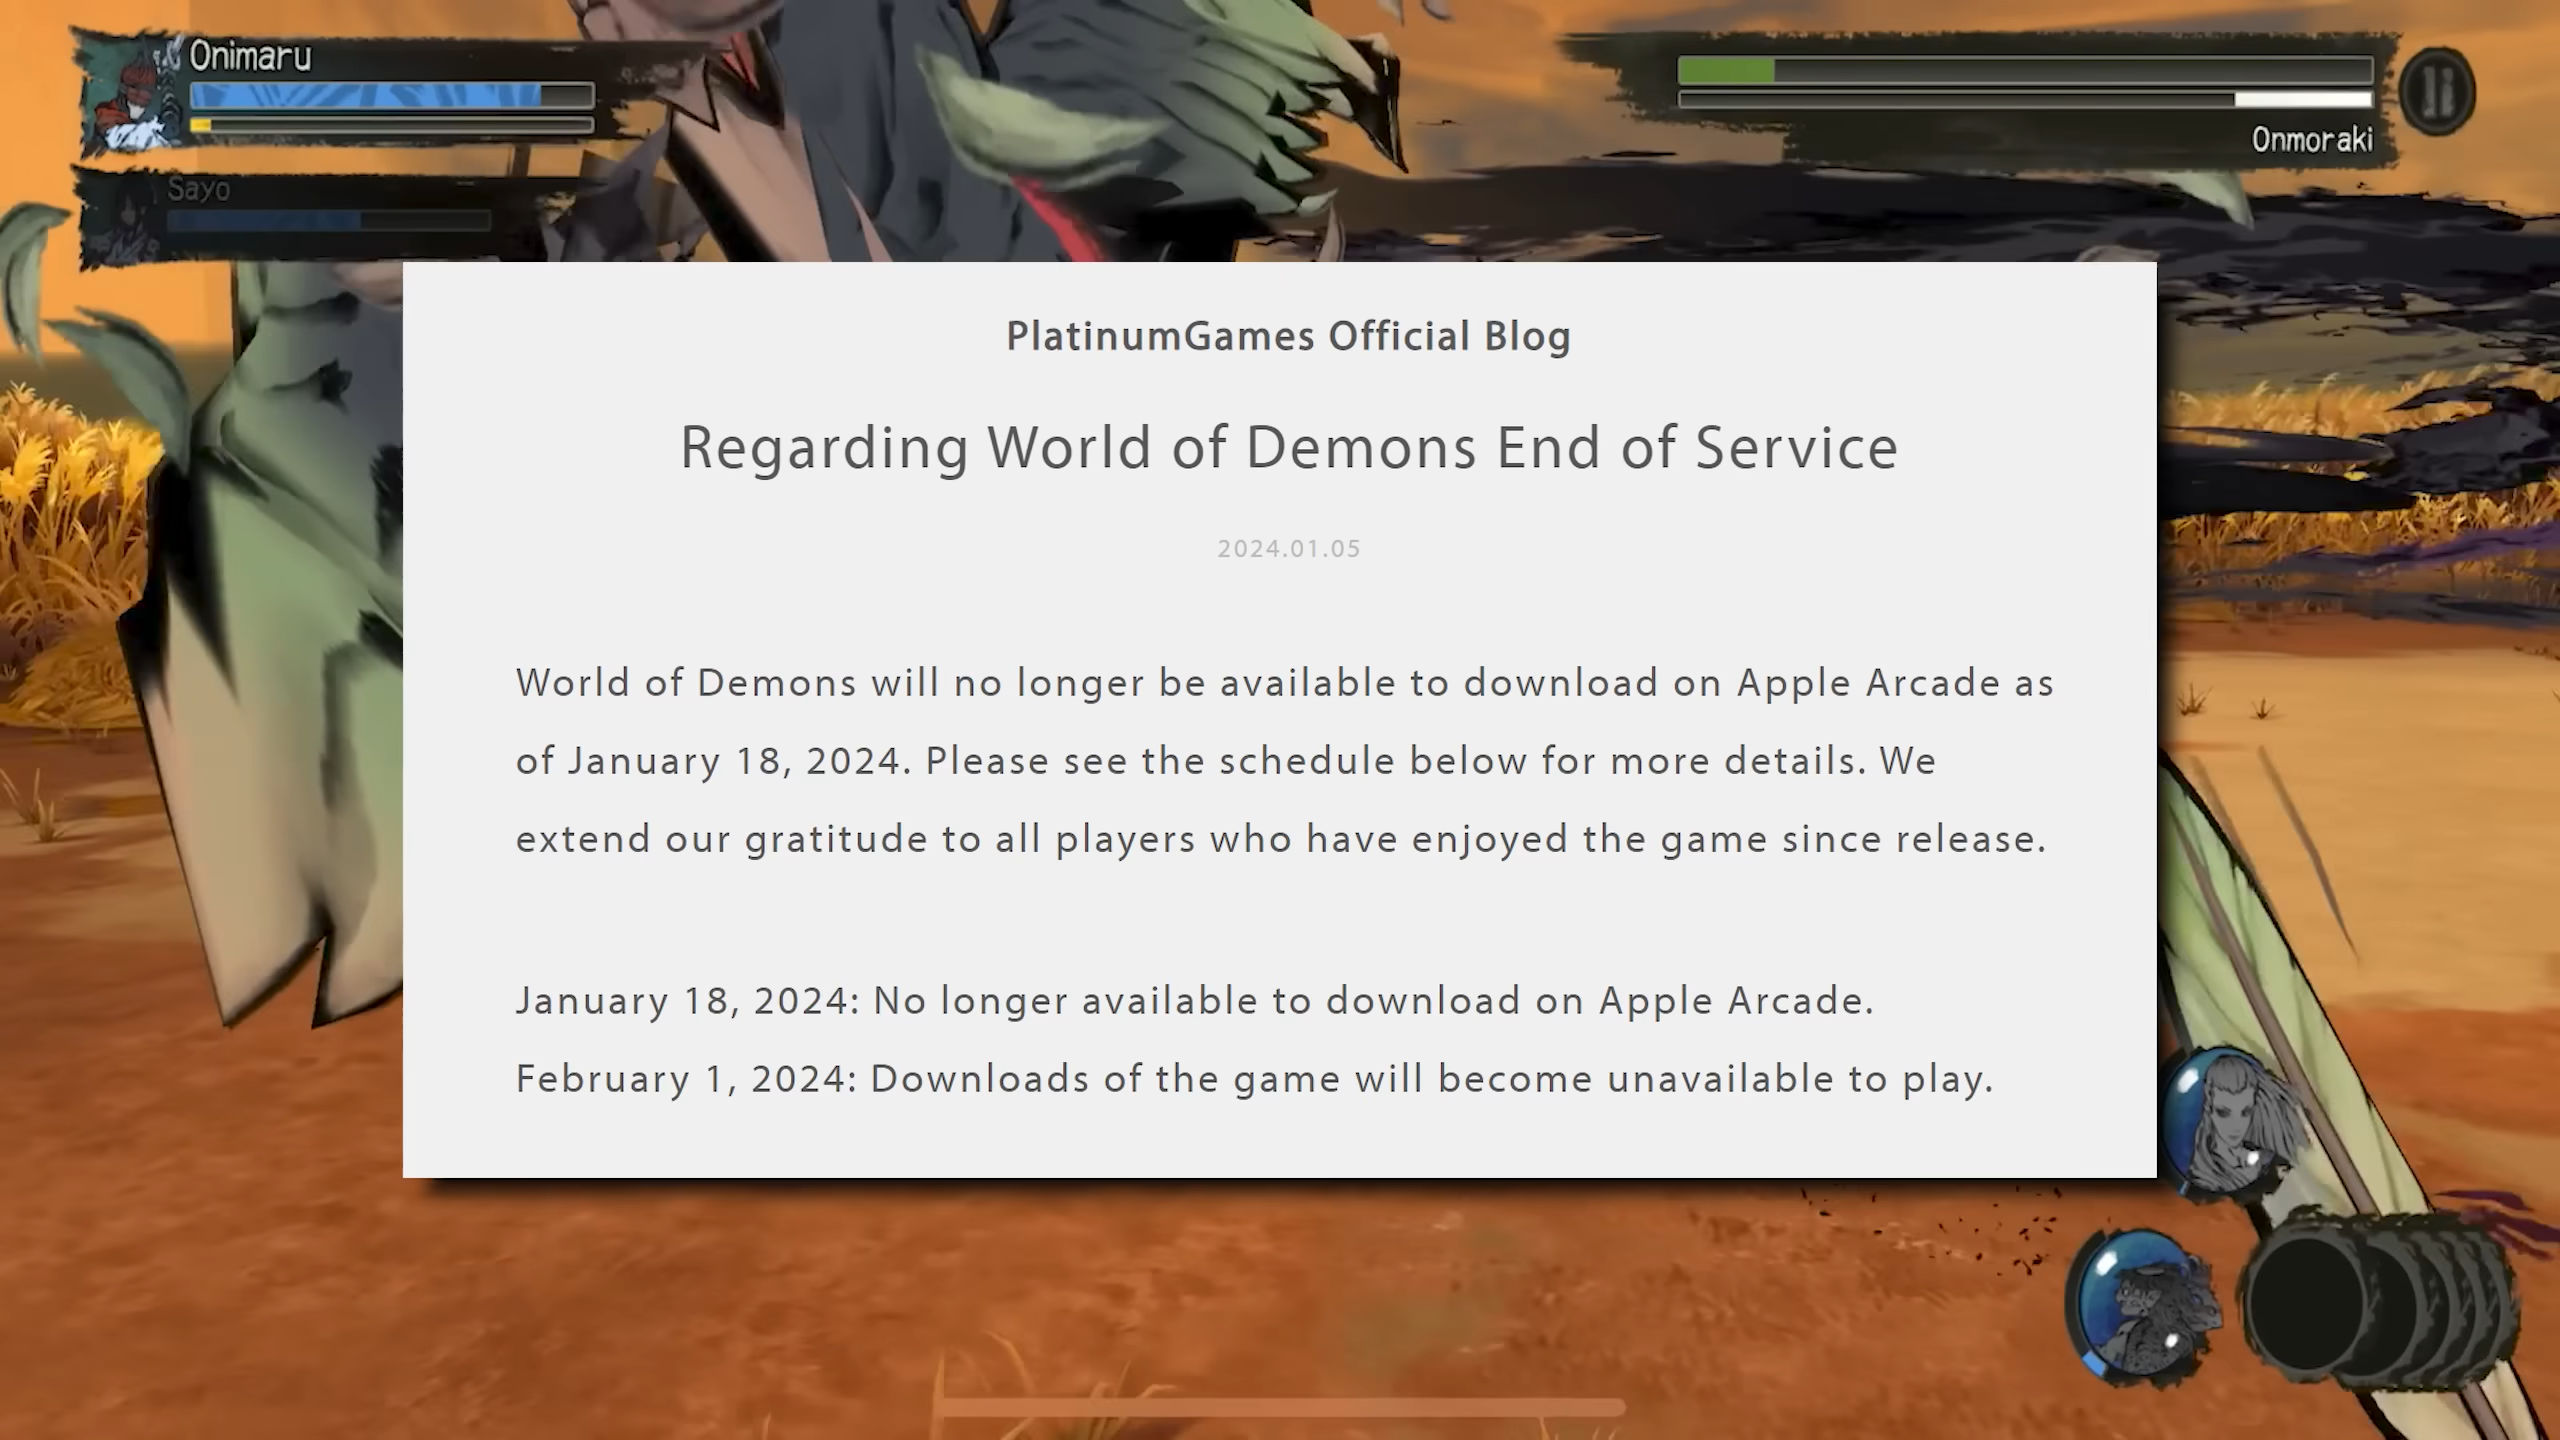 Onimaru
Sayo
Onmoraki
PlatinumGames Official Blog
Regarding World of Demons End of Service
2024.01.05
World of Demons will no longer be available to download on Apple Arcade as
of January 18, 2024. Please see the schedule below for more details. We
extend our gratitude to all players who have enjoyed the game since release.
January 18, 2024: No longer available to download on Apple Arcade.
February 1, 2024: Downloads of the game will become unavailable to play.